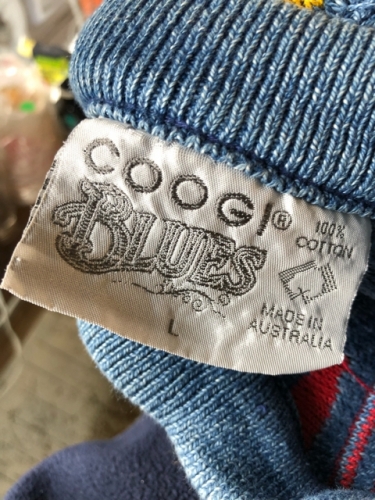 COOGI®
BLUES
100%
COTTON
L
MADE IN
AUSTRALIA